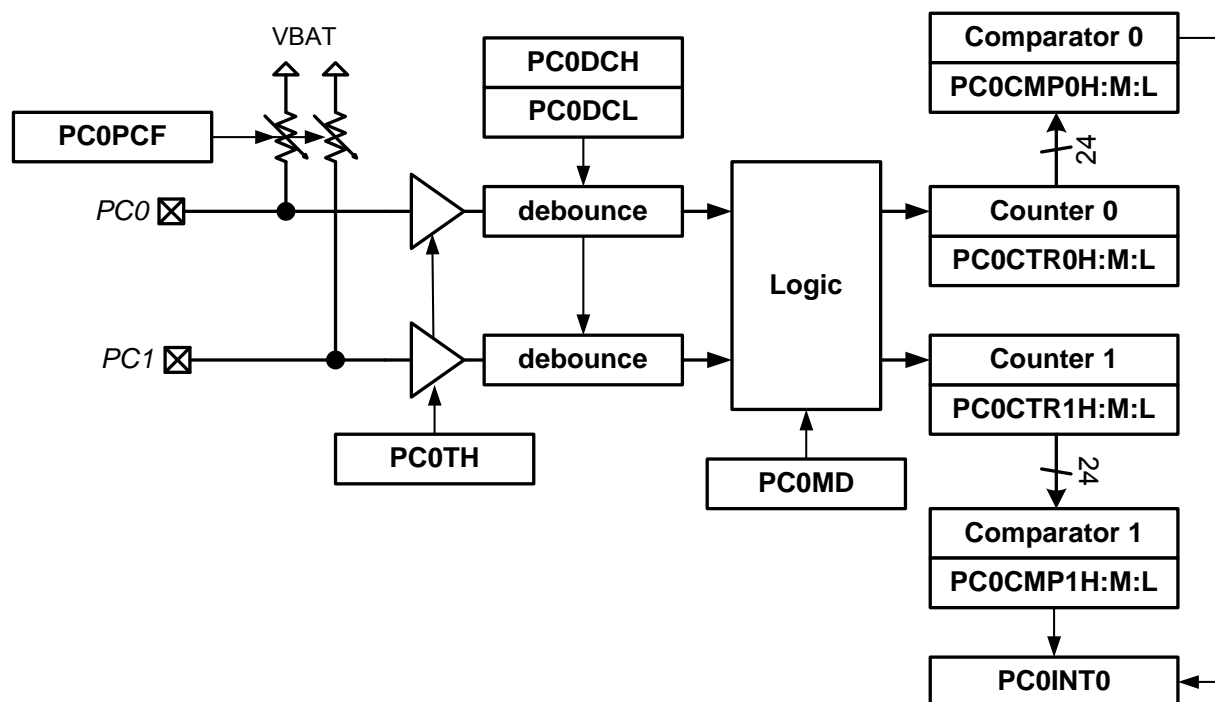 VBAT
PC0PCF
PC0DCH
PC0DCL
Comparator 0
PC0CMP0H:M:L
24
PC0
debounce
Counter 0
PC0CTR0H:M:L
Logic
PC1
debounce
Counter 1
PC0CTR1H:M:L
PC0TH
PC0MD
24
Comparator 1
PC0CMP1H:M:L
PC0INT0